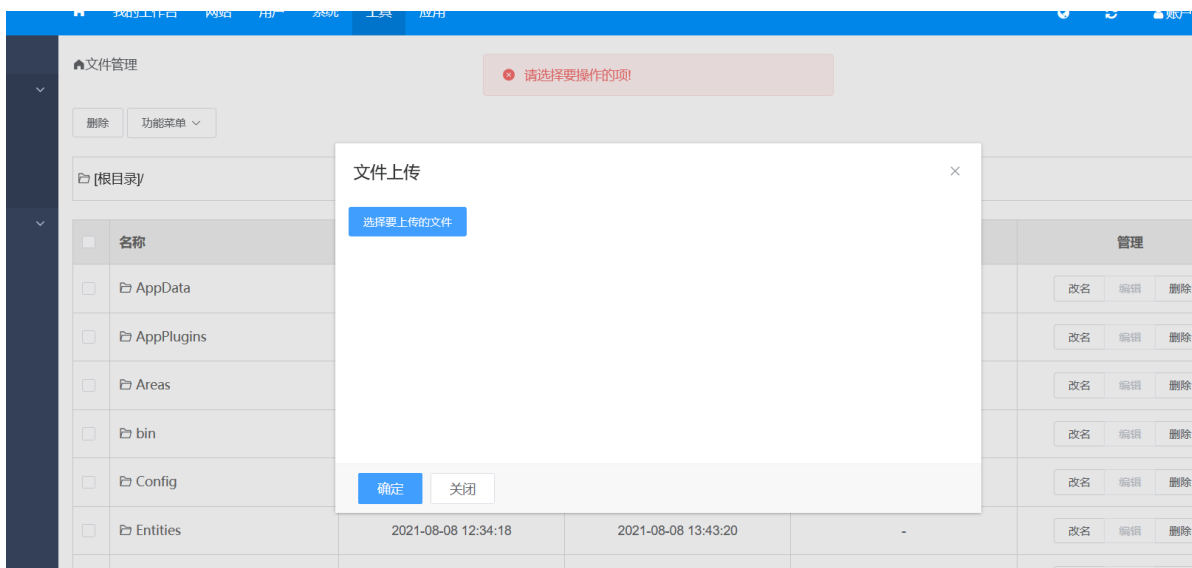 我的工作台 网站 用户 系统 工具 应用 账户
文件管理
请选择要操作的项!
删除 功能菜单
[根目录]/
文件上传
选择要上传的文件
名称 管理
AppData 改名 编辑 删除
AppPlugins 改名 编辑 删除
Areas 改名 编辑 删除
bin 改名 编辑 删除
Config 改名 编辑 删除
确定 关闭
Entities 2021-08-08 12:34:18 2021-08-08 13:43:20 - 改名 编辑 删除